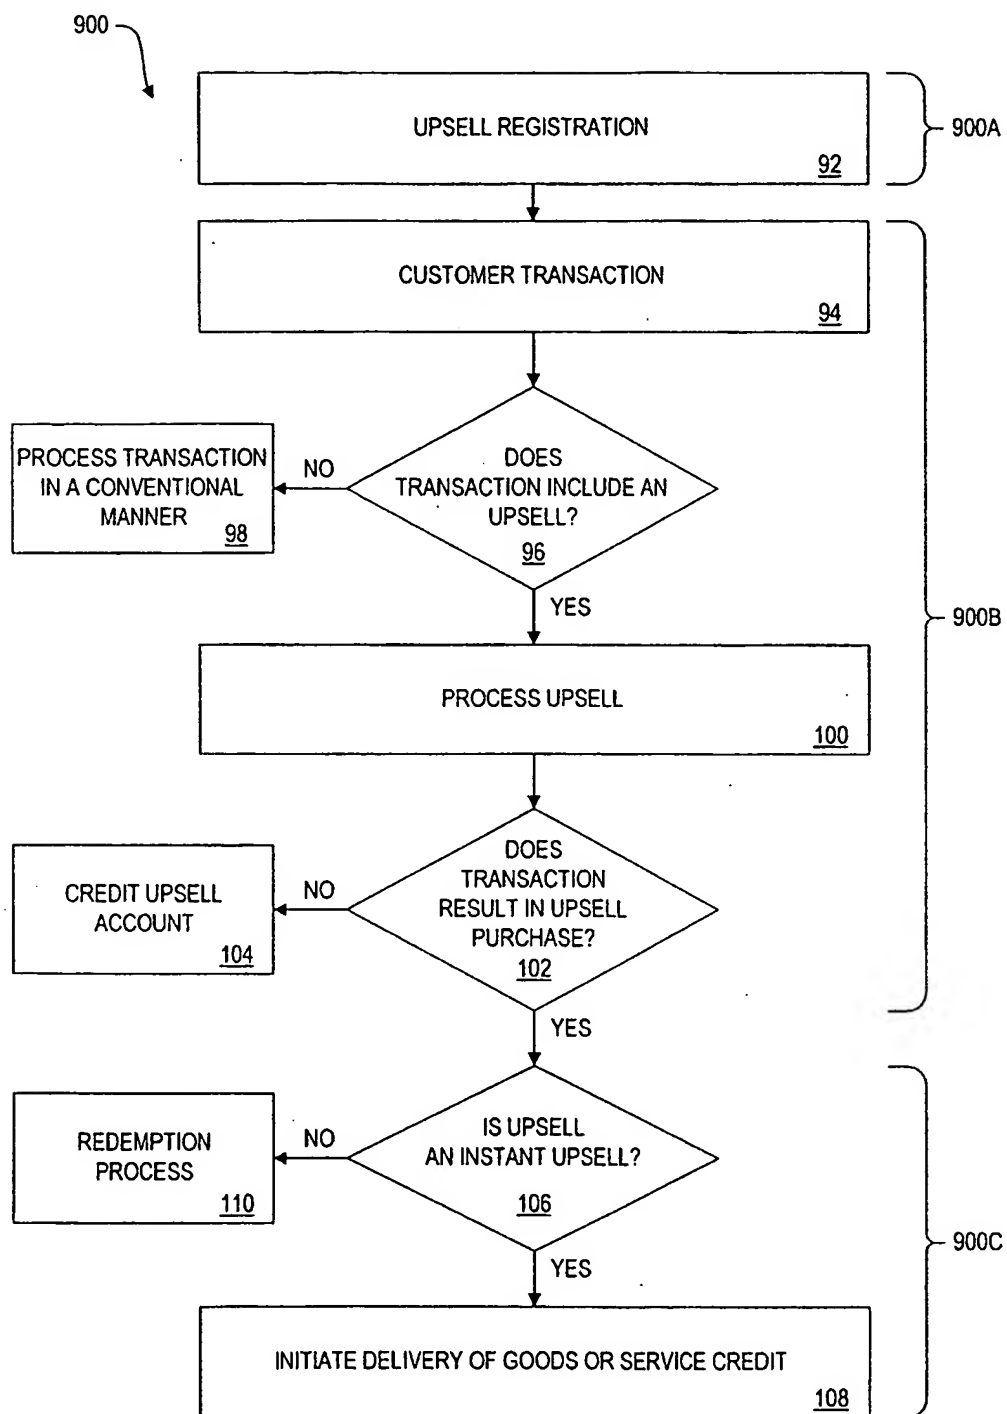 900
UPSELL REGISTRATION
92
900A
CUSTOMER TRANSACTION
94
DOES
TRANSACTION INCLUDE AN
UPSELL?
96
NO
PROCESS TRANSACTION
IN A CONVENTIONAL
MANNER
98
YES
900B
PROCESS UPSELL
100
DOES
TRANSACTION
RESULT IN UPSELL
PURCHASE?
102
NO
CREDIT UPSELL
ACCOUNT
104
YES
IS UPSELL
AN INSTANT UPSELL?
106
NO
REDEMPTION
PROCESS
110
900C
YES
INITIATE DELIVERY OF GOODS OR SERVICE CREDIT
108